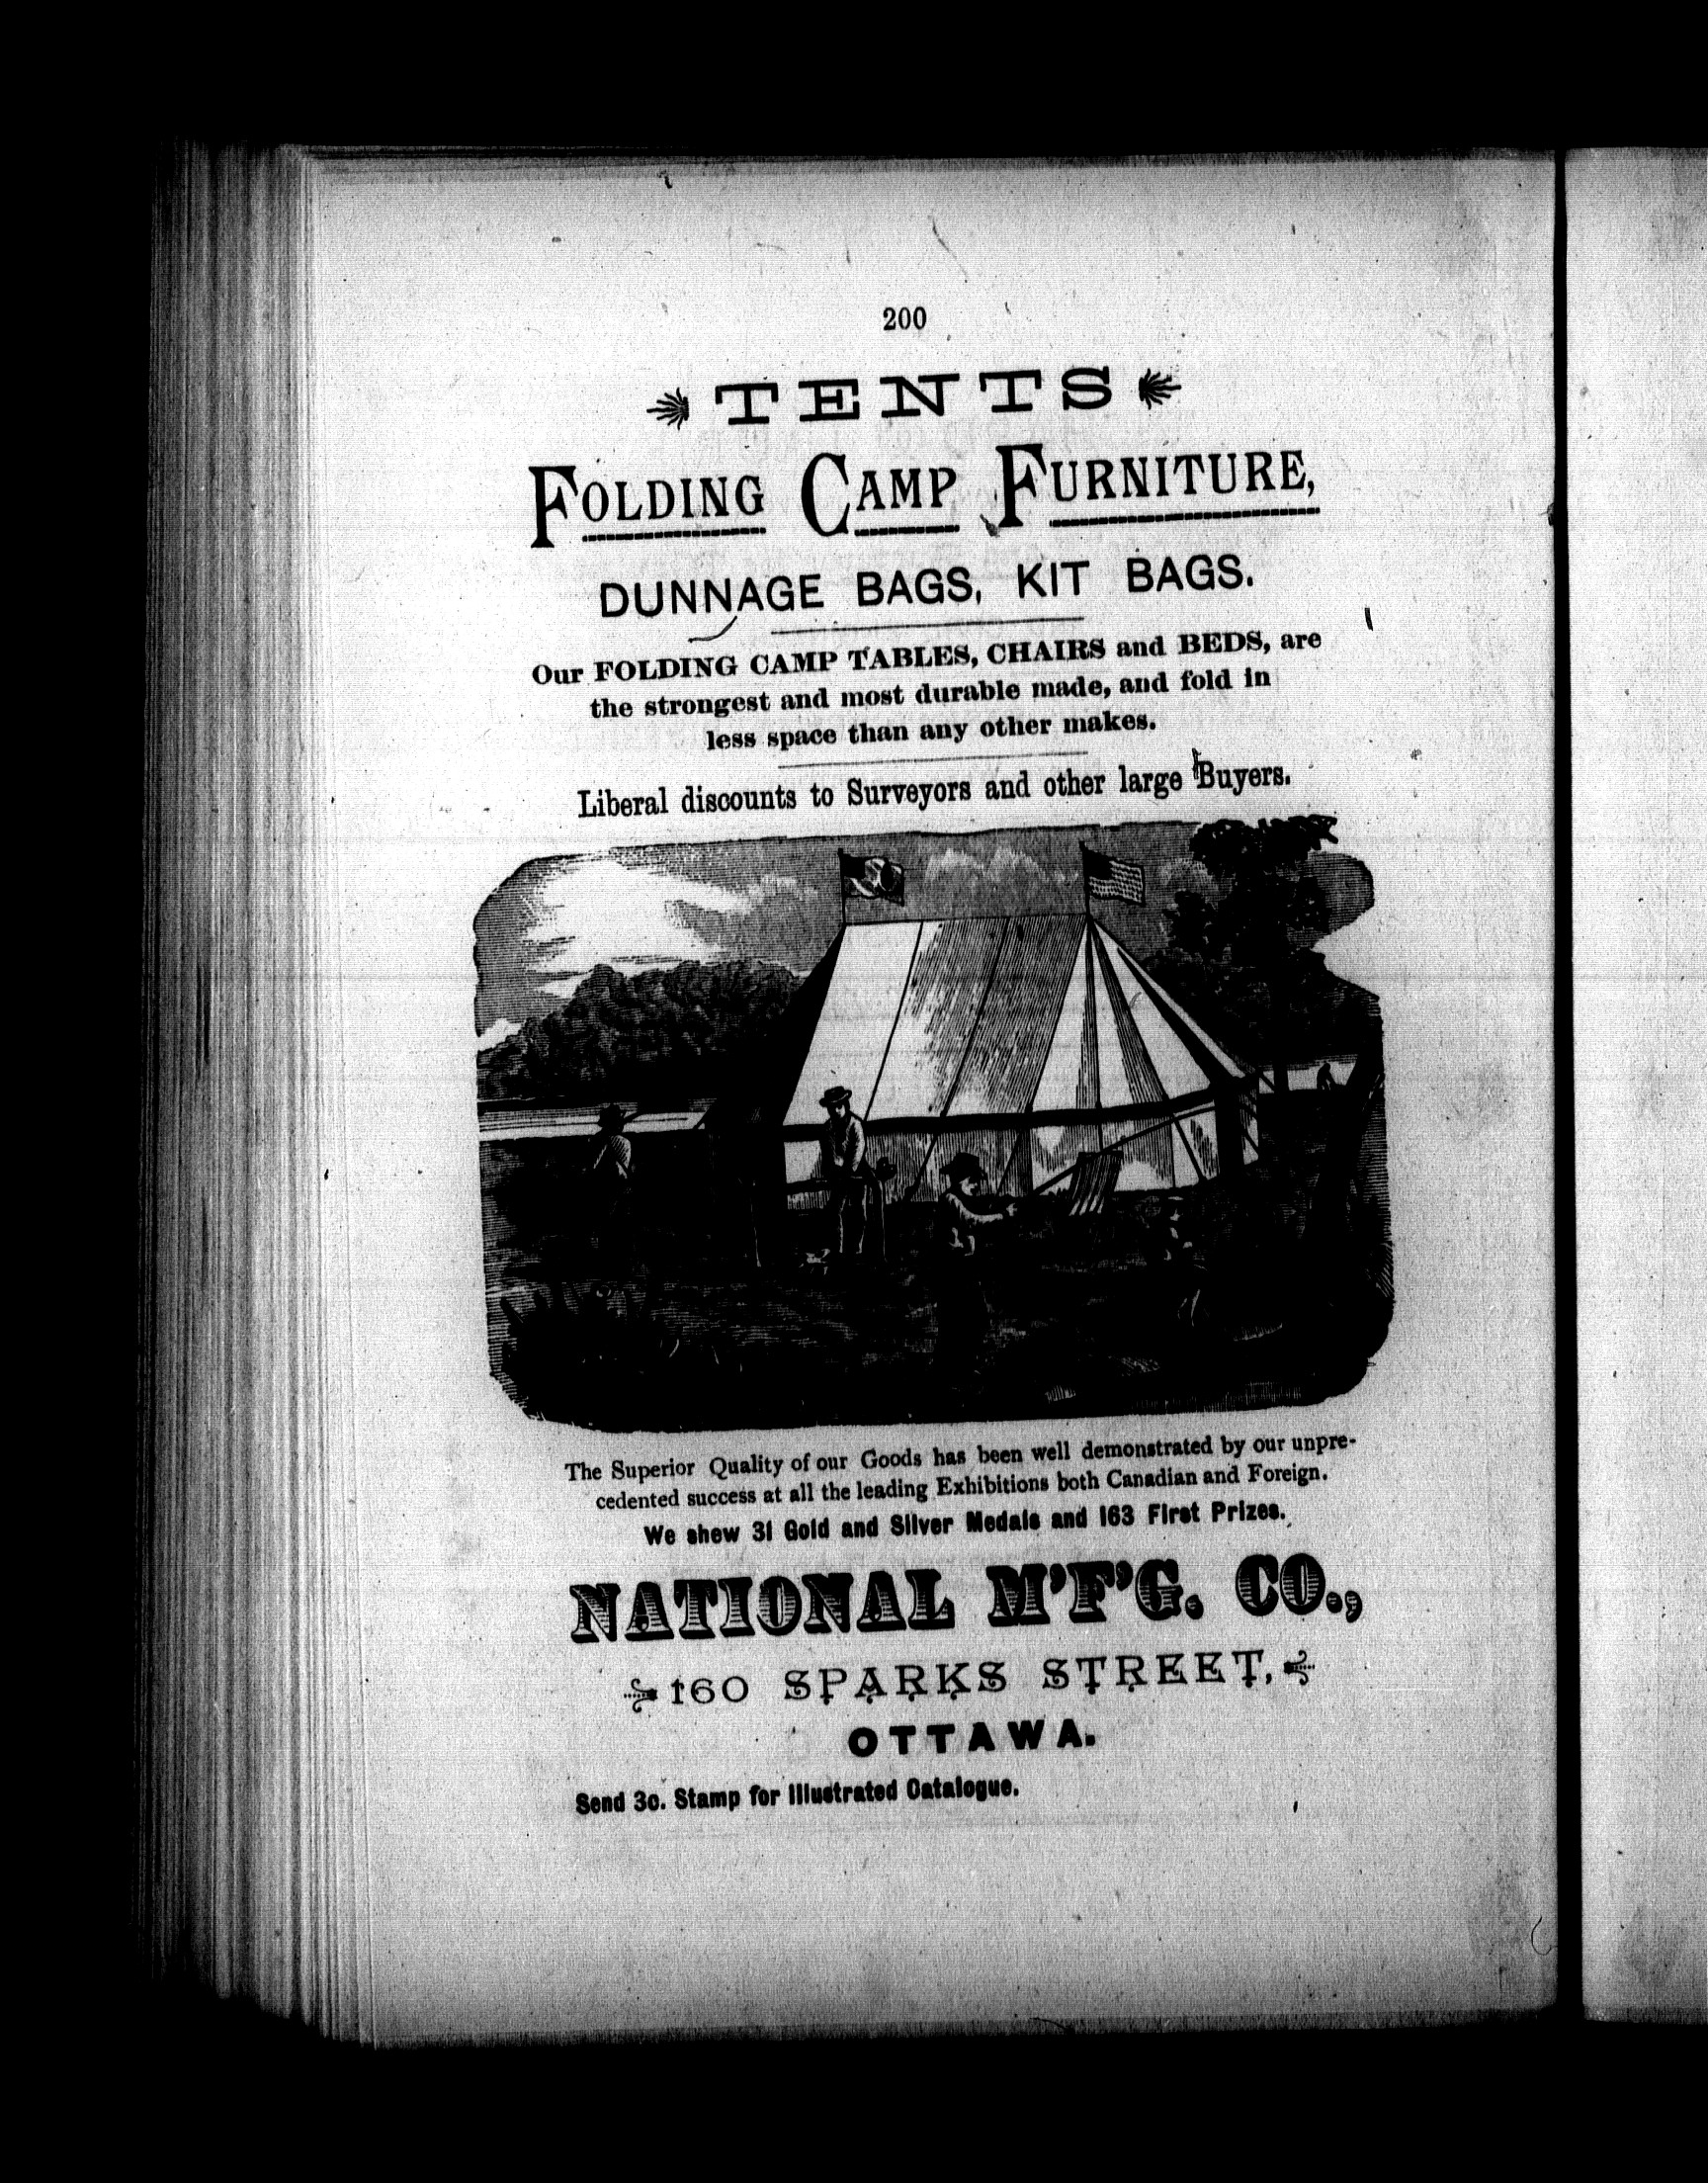 200
TENTS
FOLDING CAMP FURNITURE,
DUNNAGE BAGS, KIT BAGS.
Our FOLDING CAMP TABLES, CHAIRS and BEDS, are
the strongest and most durable made, and fold in
less space than any other makes.
Liberal discounts to Surveyors and other large Buyers.
The Superior Quality of our Goods has been well demonstrated by our unpre-
cedented success at all the leading Exhibitions both Canadian and Foreign.
We shew 31 Gold and Silver Medals and 163 First Prizes.
NATIONAL M'F'G. CO.,
160 SPARKS STREET,
OTTAWA.
Send 3c. Stamp for Illustrated Catalogue.